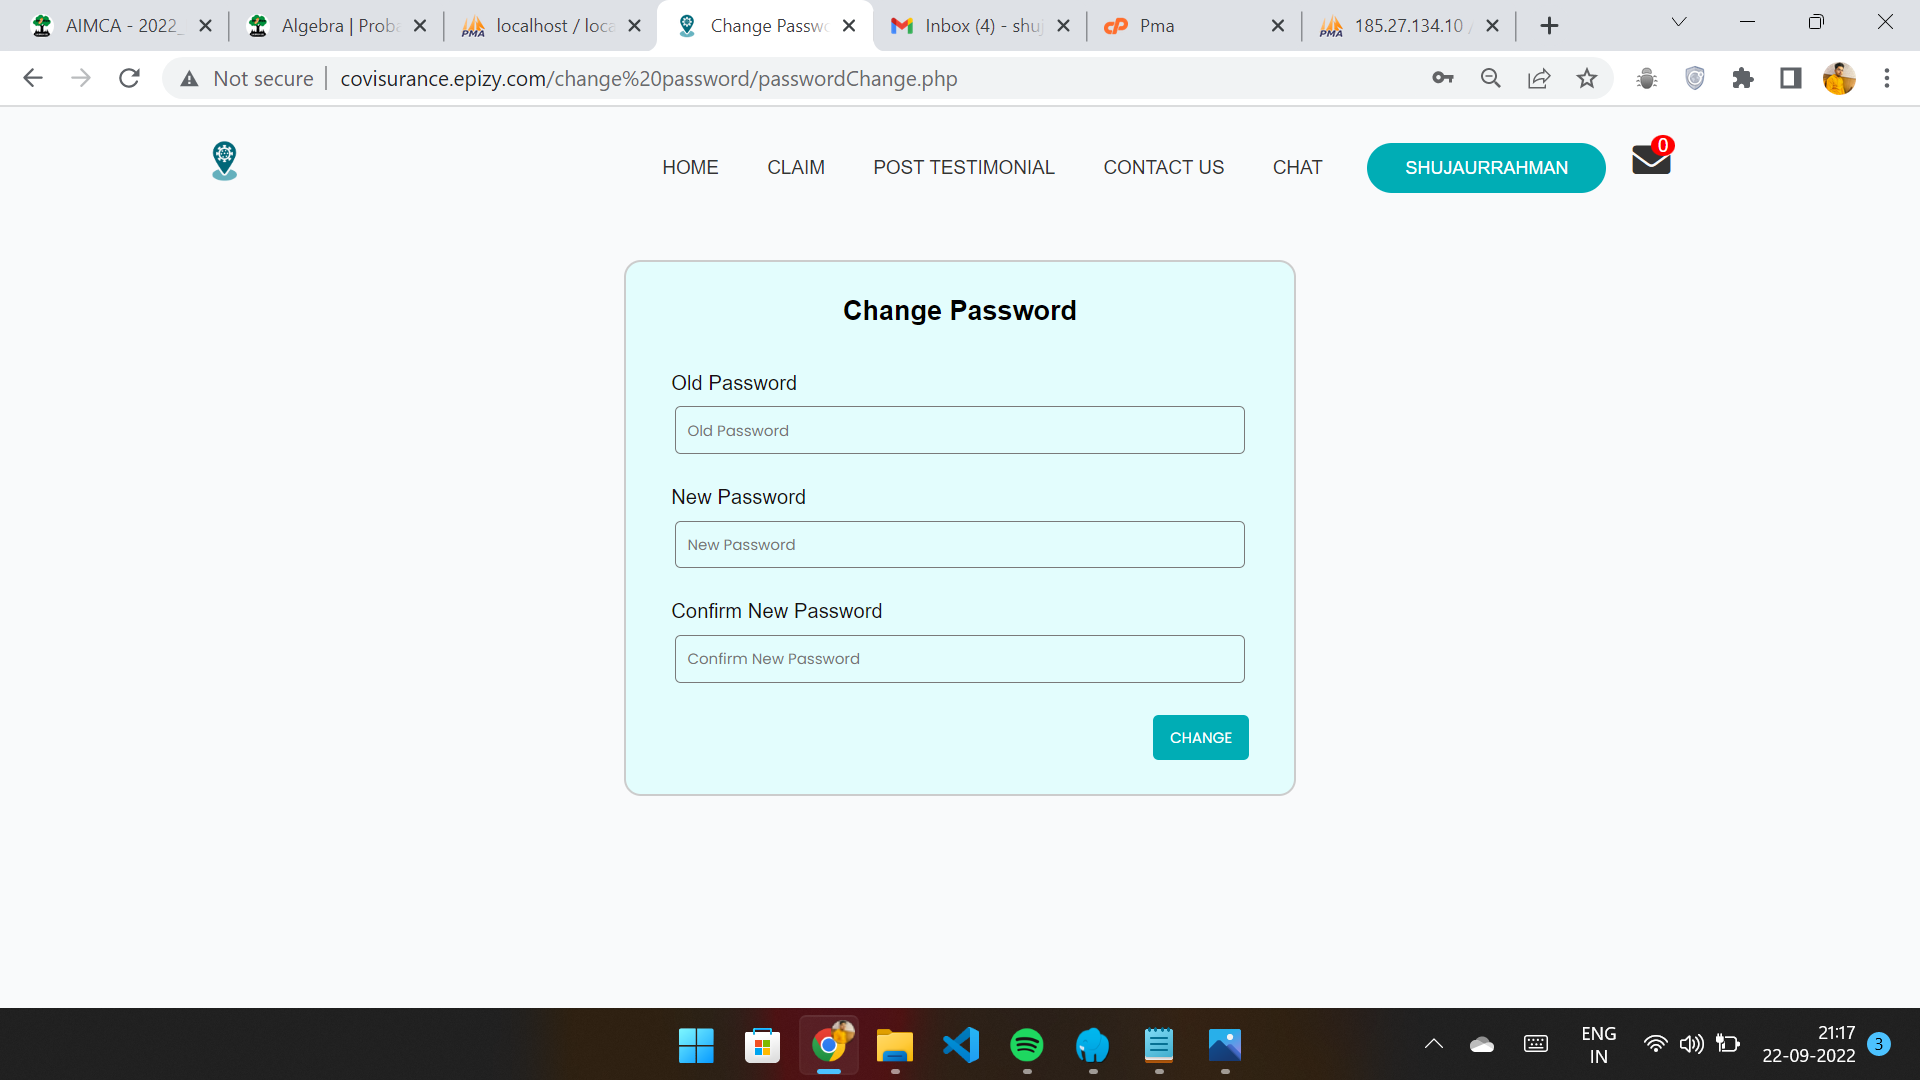 AIMCA - 2022_
Algebra | Prob
localhost / loca
Change Passwo
Inbox (4) - shuj
Pma
185.27.134.10 /
Not secure
covisurance.epizy.com/change%20password/passwordChange.php
HOME
CLAIM
POST TESTIMONIAL
CONTACT US
CHAT
SHUJAURRAHMAN
0
Change Password
Old Password
Old Password
New Password
New Password
Confirm New Password
Confirm New Password
CHANGE
ENG
IN
21:17
22-09-2022
3